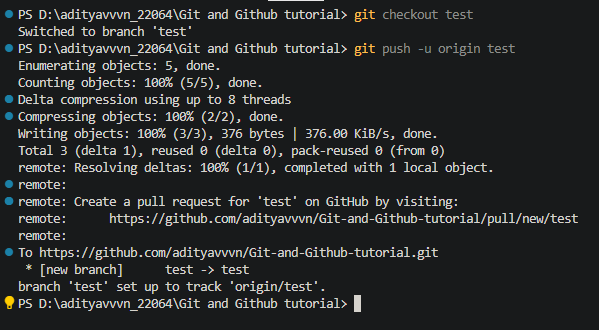 PS D:\adityavvvn_22064\Git and Github tutorial> git checkout test
Switched to branch 'test'
PS D:\adityavvvn_22064\Git and Github tutorial> git push -u origin test
Enumerating objects: 5, done.
Counting objects: 100% (5/5), done.
Delta compression using up to 8 threads
Compressing objects: 100% (2/2), done.
Writing objects: 100% (3/3), 376 bytes | 376.00 KiB/s, done.
Total 3 (delta 1), reused 0 (delta 0), pack-reused 0 (from 0)
remote: Resolving deltas: 100% (1/1), completed with 1 local object.
remote:
remote: Create a pull request for 'test' on GitHub by visiting:
remote:      https://github.com/adityavvvn/Git-and-Github-tutorial/pull/new/test
remote:
To https://github.com/adityavvvn/Git-and-Github-tutorial.git
 * [new branch]      test -> test
branch 'test' set up to track 'origin/test'.
PS D:\adityavvvn_22064\Git and Github tutorial>